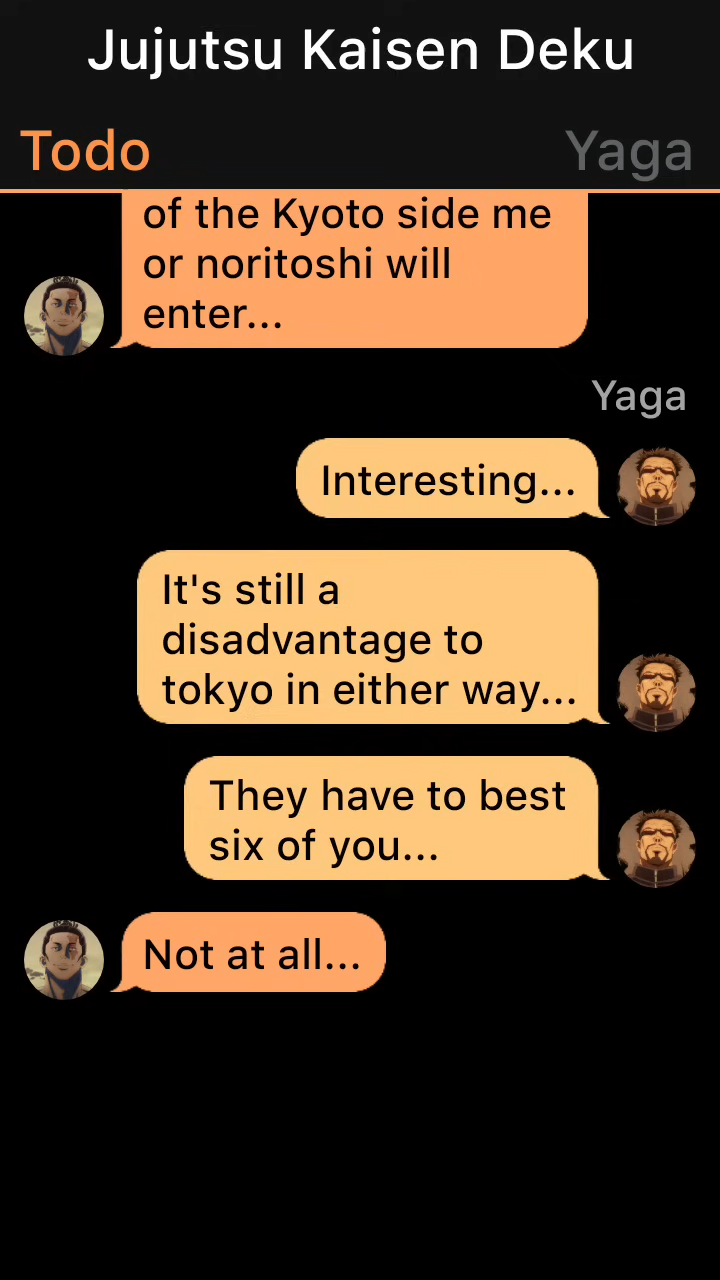 Jujutsu Kaisen Deku
Todo
Yaga
of the Kyoto side me
or noritoshi will
enter...
Yaga
Interesting...
It's still a
disadvantage to
tokyo in either way...
They have to best
six of you...
Not at all...